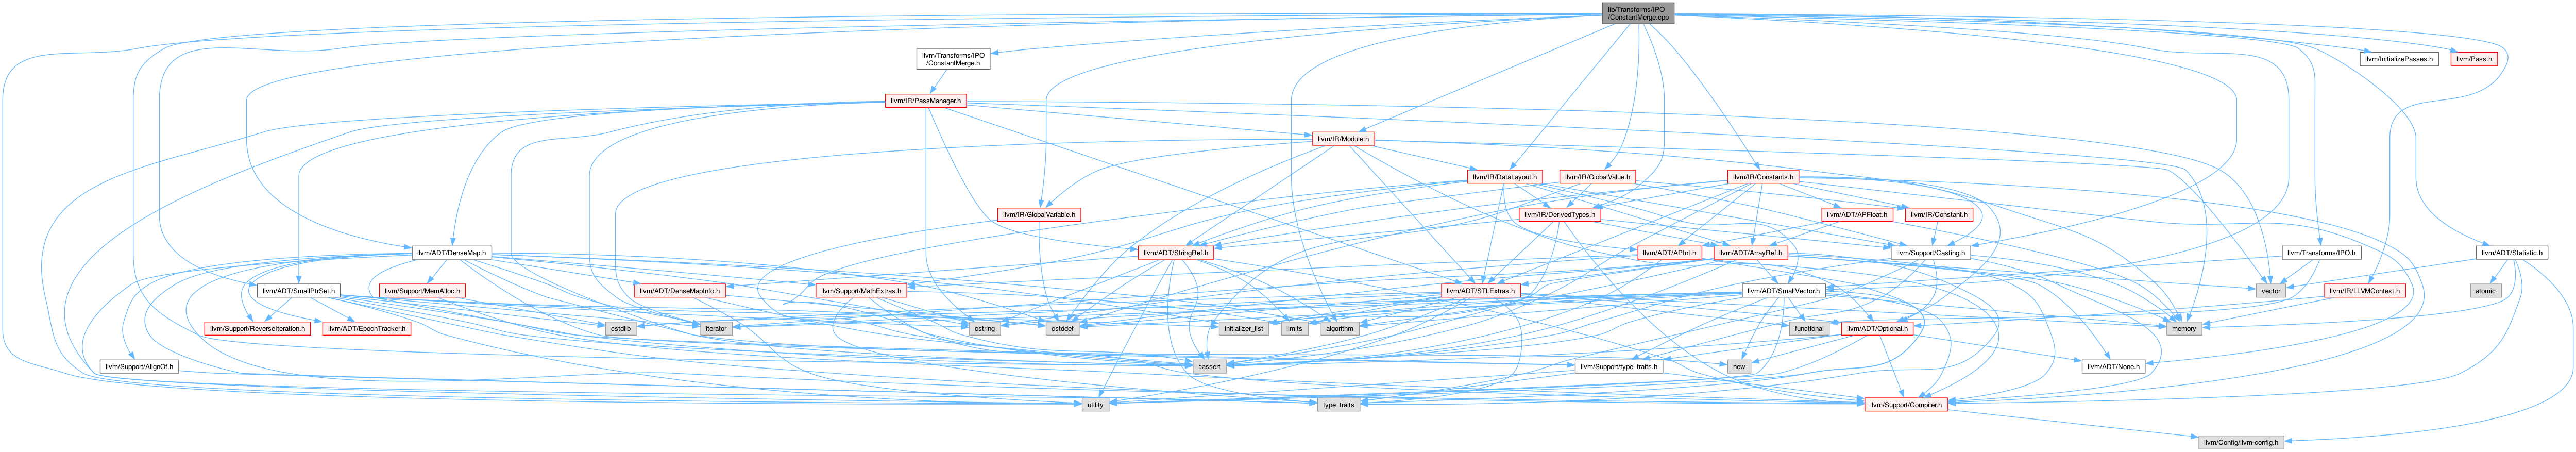 lib/Transforms/IPO
/ConstantMerge.cpp
llvm/Transforms/IPO
/ConstantMerge.h
llvm/InitializePasses.h
llvm/Pass.h
llvm/IR/PassManager.h
llvm/IR/Module.h
llvm/IR/DataLayout.h
llvm/IR/GlobalValue.h
llvm/IR/Constants.h
llvm/IR/GlobalVariable.h
llvm/IR/DerivedTypes.h
llvm/ADT/APFloat.h
llvm/IR/Constant.h
llvm/ADT/DenseMap.h
llvm/ADT/StringRef.h
llvm/ADT/APInt.h
llvm/ADT/ArrayRef.h
llvm/Support/Casting.h
llvm/Transforms/IPO.h
llvm/ADT/Statistic.h
llvm/Support/MemAlloc.h
llvm/ADT/SmallPtrSet.h
llvm/ADT/DenseMapInfo.h
llvm/Support/MathExtras.h
llvm/ADT/STLExtras.h
llvm/ADT/SmallVector.h
vector
atomic
llvm/IR/LLVMContext.h
llvm/Support/ReverseIteration.h
llvm/ADT/EpochTracker.h
cstdlib
iterator
cstring
cstddef
initializer_list
limits
algorithm
functional
llvm/ADT/Optional.h
memory
llvm/Support/AlignOf.h
cassert
llvm/Support/type_traits.h
new
llvm/ADT/None.h
utility
type_traits
llvm/Support/Compiler.h
llvm/Config/llvm-config.h